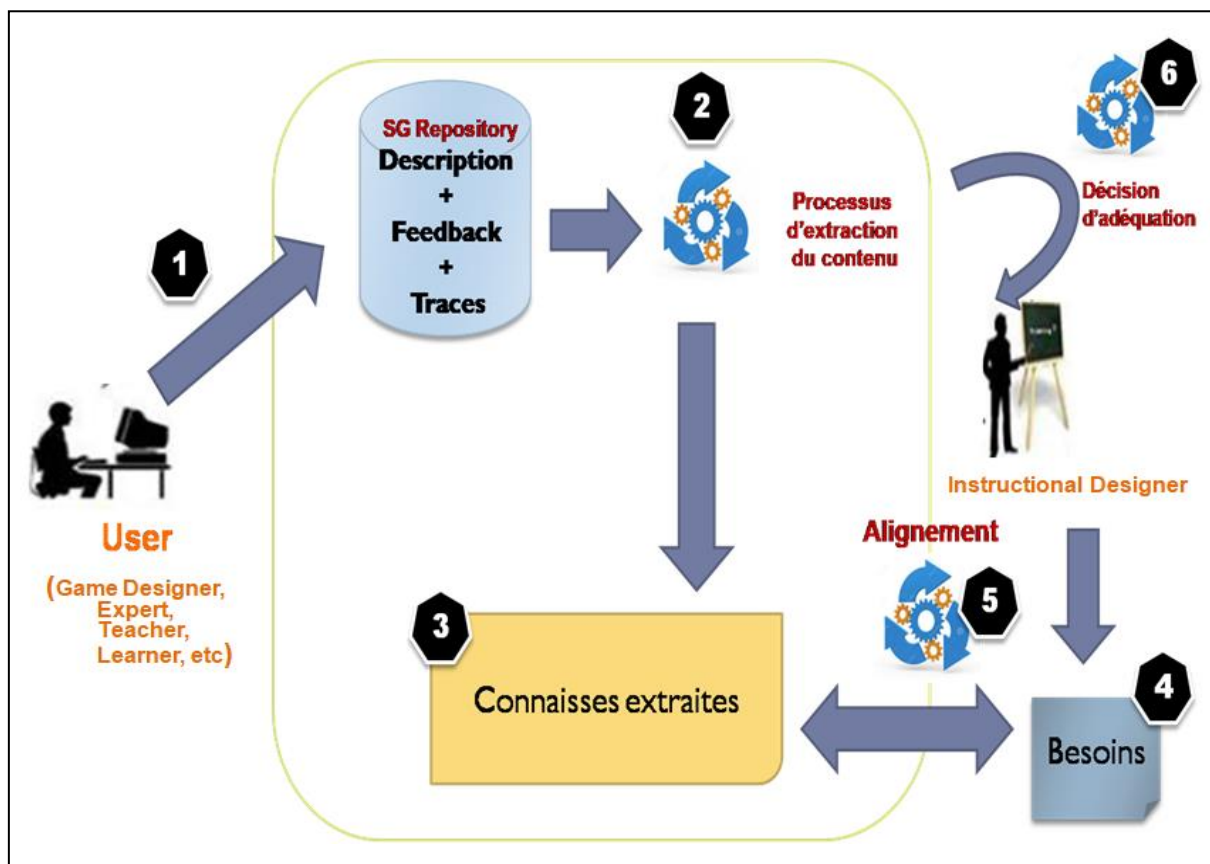 1
SG Repository
Description
+
Feedback
+
Traces
2
Processus
d'extraction
du contenu
6
Décision
d'adéquation
Instructional Designer
User
(Game Designer,
Expert,
Teacher,
Learner, etc)
Alignement
5
3
Connaisses extraites
4
Besoins